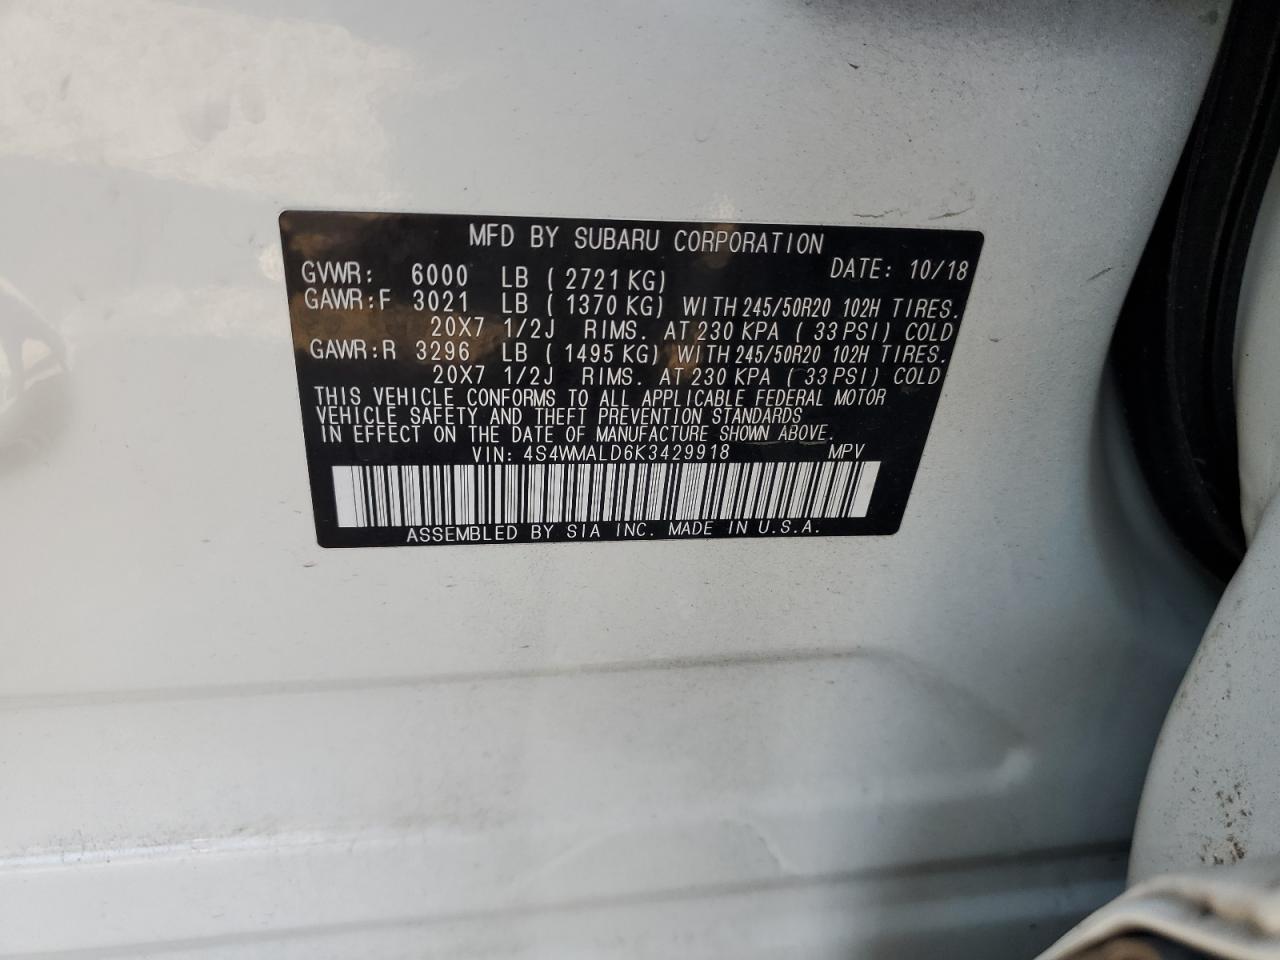 MFD BY SUBARU CORPORATION
GVWR: 6000 LB ( 2721 KG) DATE: 10/18
GAWR:F 3021 LB ( 1370 KG) WITH 245/50R20 102H TIRES.
20X7 1/2J RIMS. AT 230 KPA ( 33 PSI) COLD
GAWR:R 3296 LB ( 1495 KG) WITH 245/50R20 102H TIRES.
20X7 1/2J RIMS. AT 230 KPA ( 33 PSI) COLD
THIS VEHICLE CONFORMS TO ALL APPLICABLE FEDERAL MOTOR
VEHICLE SAFETY AND THEFT PREVENTION STANDARDS
IN EFFECT ON THE DATE OF MANUFACTURE SHOWN ABOVE.
VIN: 4S4WMALD6K3429918 MPV
ASSEMBLED BY SIA INC. MADE IN U.S.A.